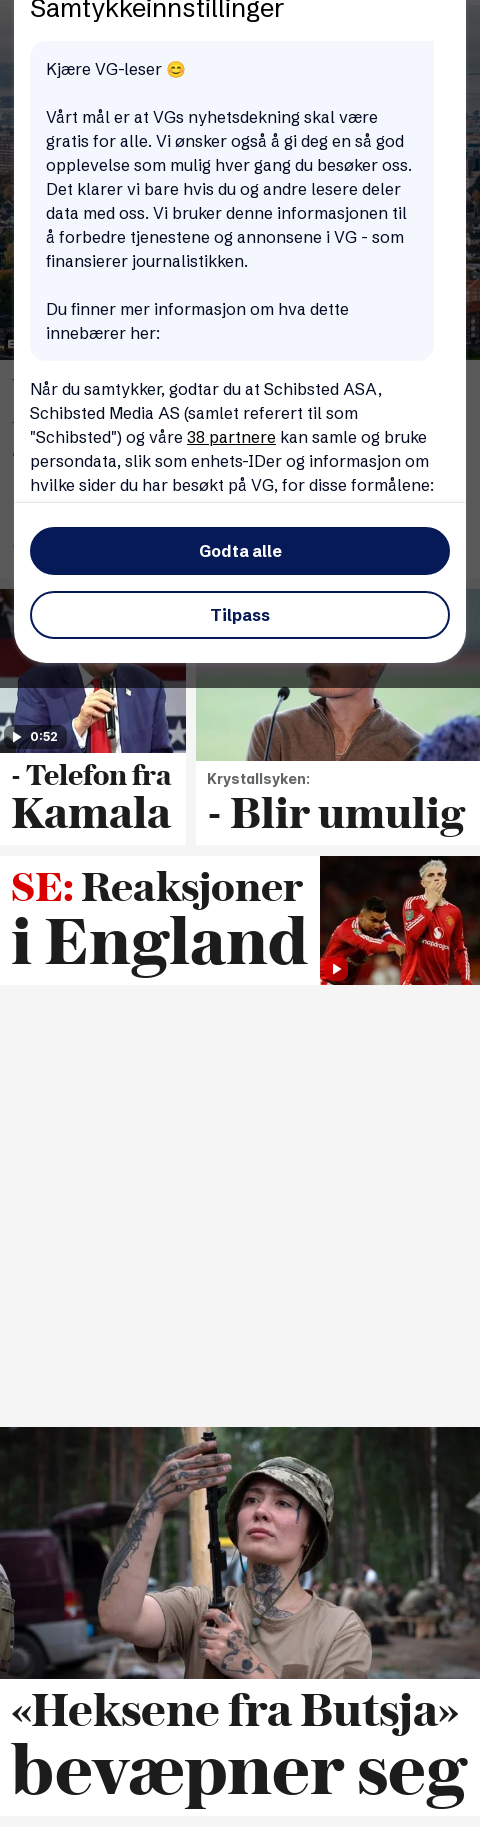 Samtykkeinnstillinger
Kjære VG-leser 😊
Vårt mål er at VGs nyhetsdekning skal være
gratis for alle. Vi ønsker også å gi deg en så god
opplevelse som mulig hver gang du besøker oss.
Det klarer vi bare hvis du og andre lesere deler
data med oss. Vi bruker denne informasjonen til
å forbedre tjenestene og annonsene i VG - som
finansierer journalistikken.
Du finner mer informasjon om hva dette
innebærer her:
Når du samtykker, godtar du at Schibsted ASA,
Schibsted Media AS (samlet referert til som
"Schibsted") og våre 38 partnere kan samle og bruke
persondata, slik som enhets-IDer og informasjon om
hvilke sider du har besøkt på VG, for disse formålene:
Godta alle
Tilpass
0:52
- Telefon fra
Kamala
Krystallsyken:
- Blir umulig
SE: Reaksjoner
i England
«Heksene fra Butsja»
bevæpner seg